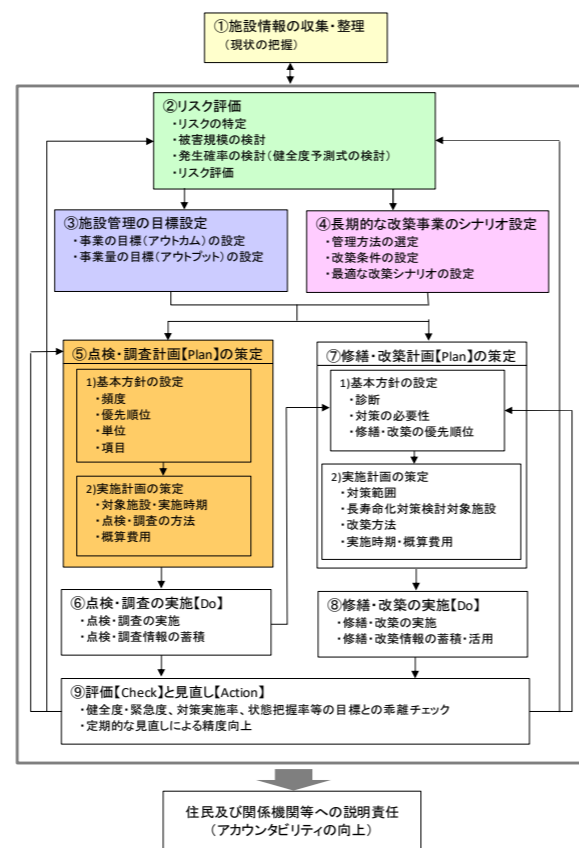 ①施設情報の収集・整理
(現状の把握)
②リスク評価
・リスクの特定
・被害規模の検討
・発生確率の検討(健全度予測式の検討)
・リスク評価
③施設管理の目標設定
・事業の目標(アウトカム)の設定
・事業量の目標(アウトプット)の設定
④長期的な改築事業のシナリオ設定
・管理方法の選定
・改築条件の設定
・最適な改築シナリオの設定
⑤点検・調査計画【Plan】の策定
1)基本方針の設定
・頻度
・優先順位
・単位
・項目
2)実施計画の策定
・対象施設・実施時期
・点検・調査の方法
・概算費用
⑥点検・調査の実施【Do】
・点検・調査の実施
・点検・調査情報の蓄積
⑦修繕・改築計画【Plan】の策定
1)基本方針の設定
・診断
・対策の必要性
・修繕・改築の優先順位
2)実施計画の策定
・対策範囲
・長寿命化対策検討対象施設
・改築方法
・実施時期・概算費用
⑧修繕・改築の実施【Do】
・修繕・改築の実施
・修繕・改築情報の蓄積・活用
⑨評価【Check】と見直し【Action】
・健全度・緊急度、対策実施率、状態把握率等の目標との乖離チェック
・定期的な見直しによる精度向上
住民及び関係機関等への説明責任
(アカウンタビリティの向上)